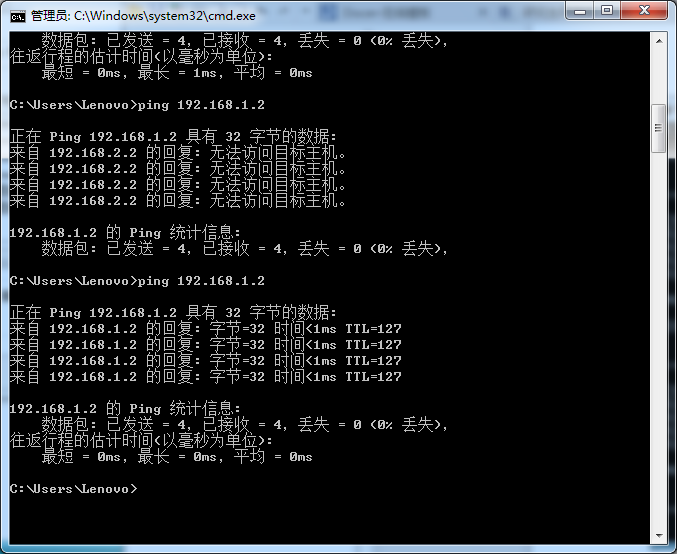 管理员: C:\Windows\system32\cmd.exe
数据包: 已发送 = 4，已接收 = 4，丢失 = 0 (0% 丢失)，
往返行程的估计时间(以毫秒为单位):
最短 = 0ms，最长 = 1ms，平均 = 0ms
C:\Users\Lenovo>ping 192.168.1.2
正在 Ping 192.168.1.2 具有 32 字节的数据:
来自 192.168.2.2 的回复: 无法访问目标主机。
来自 192.168.2.2 的回复: 无法访问目标主机。
来自 192.168.2.2 的回复: 无法访问目标主机。
来自 192.168.2.2 的回复: 无法访问目标主机。
192.168.1.2 的 Ping 统计信息:
数据包: 已发送 = 4，已接收 = 4，丢失 = 0 (0% 丢失)，
C:\Users\Lenovo>ping 192.168.1.2
正在 Ping 192.168.1.2 具有 32 字节的数据:
来自 192.168.1.2 的回复: 字节=32 时间<1ms TTL=127
来自 192.168.1.2 的回复: 字节=32 时间<1ms TTL=127
来自 192.168.1.2 的回复: 字节=32 时间<1ms TTL=127
来自 192.168.1.2 的回复: 字节=32 时间<1ms TTL=127
192.168.1.2 的 Ping 统计信息:
数据包: 已发送 = 4，已接收 = 4，丢失 = 0 (0% 丢失)，
往返行程的估计时间(以毫秒为单位):
最短 = 0ms，最长 = 0ms，平均 = 0ms
C:\Users\Lenovo>